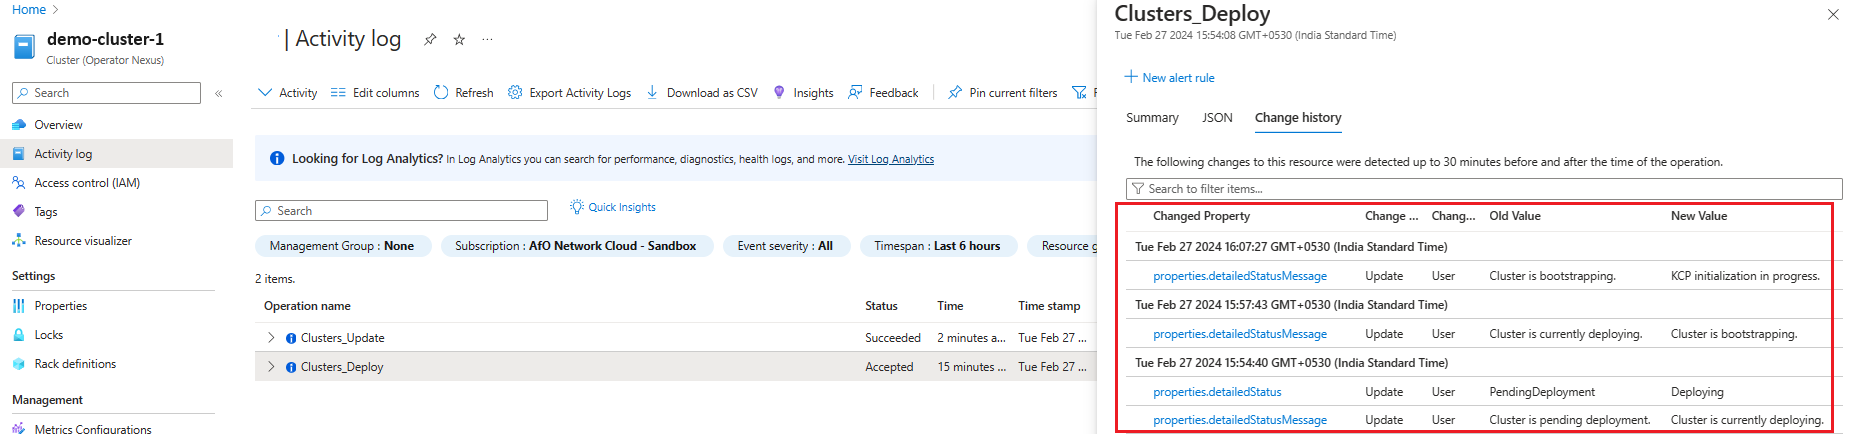 Home
demo-cluster-1
Cluster (Operator Nexus)
Search
Overview
Activity log
Access control (IAM)
Tags
Resource visualizer
Settings
Properties
Locks
Rack definitions
Management
Metrics Configurations
| Activity log
Activity Edit columns Refresh Export Activity Logs Download as CSV Insights Feedback Pin current filters
Looking for Log Analytics? In Log Analytics you can search for performance, diagnostics, health logs, and more. Visit Log Analytics
Search Quick Insights
Management Group : None Subscription : AfO Network Cloud - Sandbox Event severity : All Timespan : Last 6 hours Resource g
2 items.
Operation name Status Time Time stamp
Clusters_Update Succeeded 2 minutes a... Tue Feb 27 ...
Clusters_Deploy Accepted 15 minutes ... Tue Feb 27 ...
Clusters_Deploy
Tue Feb 27 2024 15:54:08 GMT+0530 (India Standard Time)
New alert rule
Summary JSON Change history
The following changes to this resource were detected up to 30 minutes before and after the time of the operation.
Search to filter items...
Changed Property Change ... Chang... Old Value New Value
Tue Feb 27 2024 16:07:27 GMT+0530 (India Standard Time)
properties.detailedStatusMessage Update User Cluster is bootstrapping. KCP initialization in progress.
Tue Feb 27 2024 15:57:43 GMT+0530 (India Standard Time)
properties.detailedStatusMessage Update User Cluster is currently deploying. Cluster is bootstrapping.
Tue Feb 27 2024 15:54:40 GMT+0530 (India Standard Time)
properties.detailedStatus Update User PendingDeployment Deploying
properties.detailedStatusMessage Update User Cluster is pending deployment. Cluster is currently deploying.